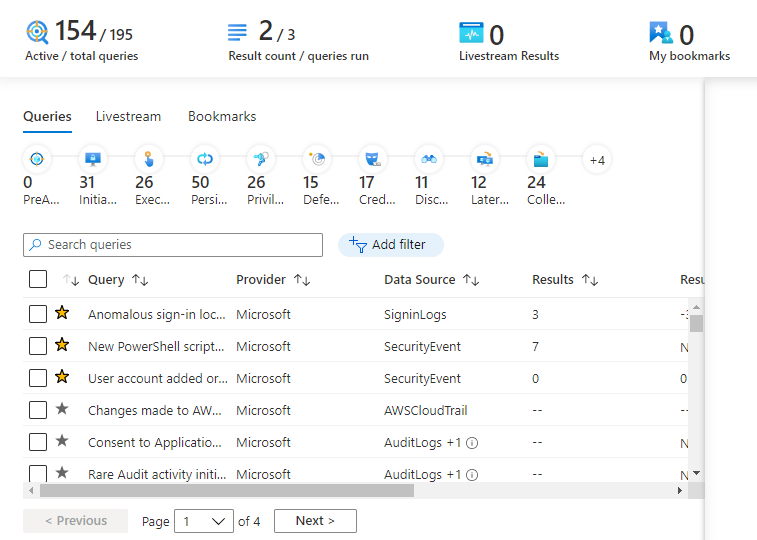 154 / 195 2 / 3 0 0
Active / total queries Result count / queries run Livestream Results My bookmarks
Queries Livestream Bookmarks
+4
0 31 26 50 26 15 17 11 12 24
PreA... Initia... Exec... Persi... Privil... Defe... Cred... Disc... Later... Colle...
Search queries Add filter
Query Provider Data Source Results Resu
Anomalous sign-in loc... Microsoft SigninLogs 3 -3
New PowerShell script... Microsoft SecurityEvent 7 N
User account added or... Microsoft SecurityEvent 0 0
Changes made to AW... Microsoft AWSCloudTrail -- --
Consent to Applicatio... Microsoft AuditLogs +1 -- N
Rare Audit activity initi... Microsoft AuditLogs +1 -- N
< Previous Page 1 of 4 Next >